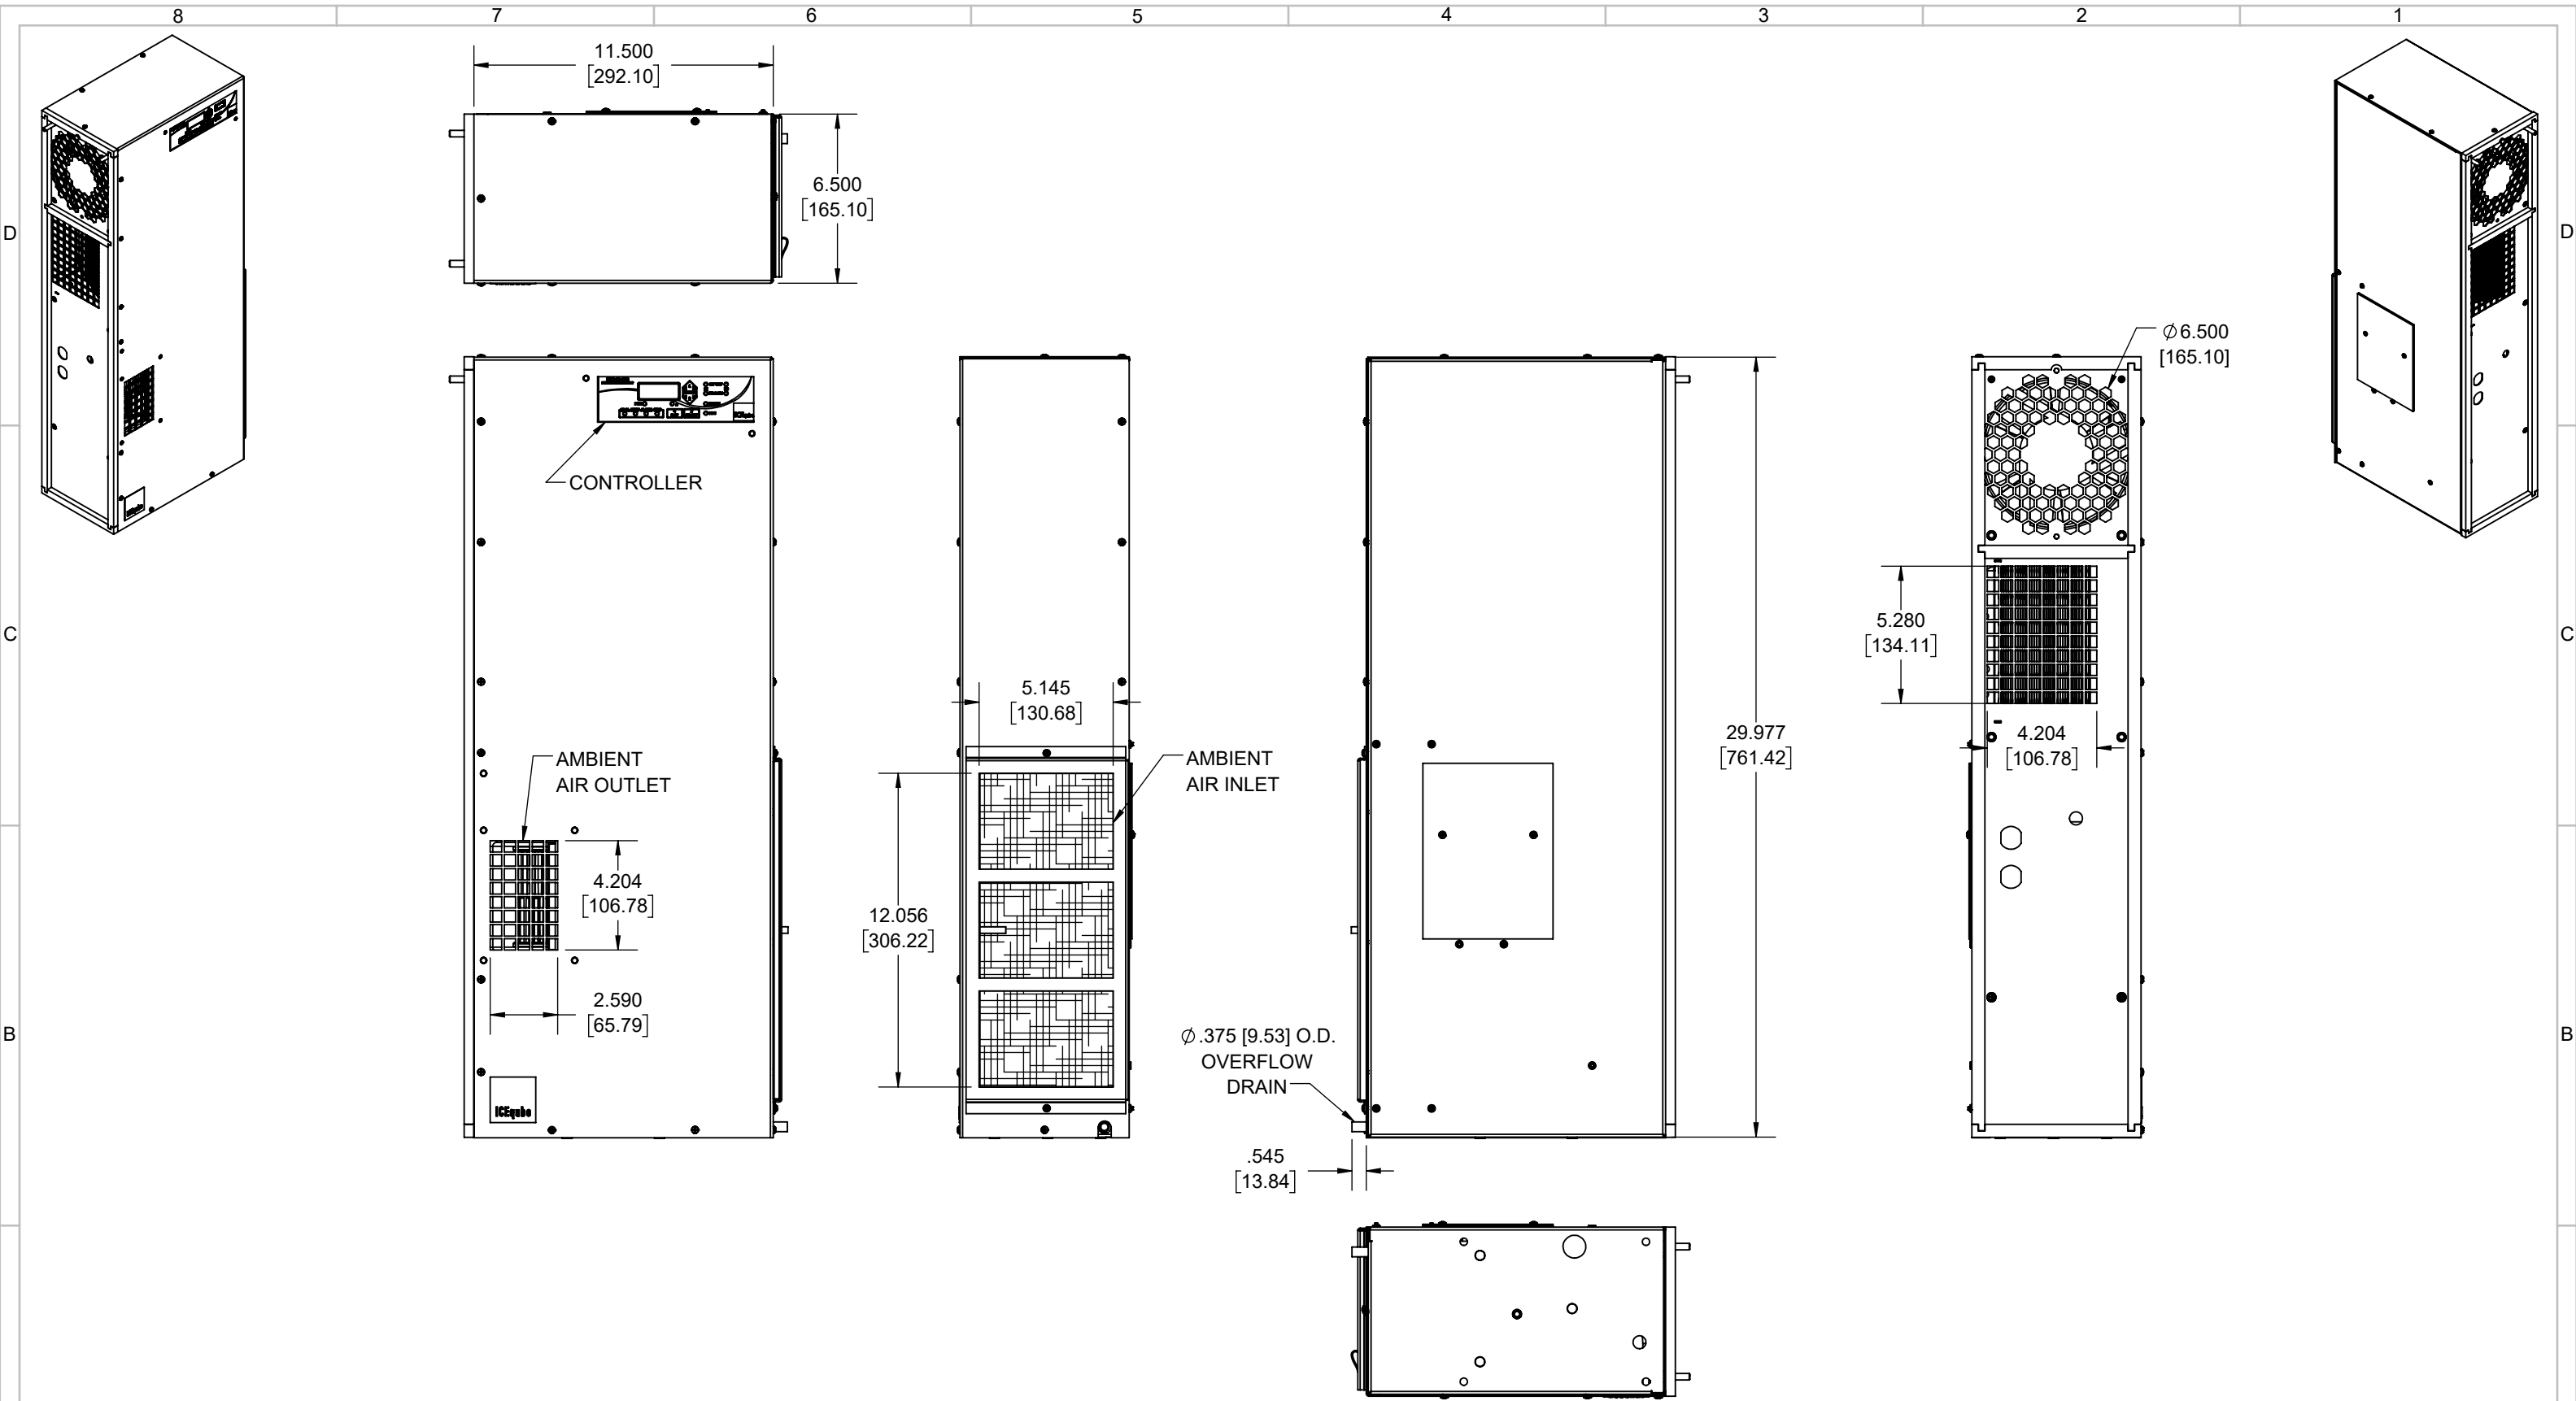 8 7 6 5 4 3 2 1
11.500
[292.10]
6.500
[165.10]
D
D
Ø6.500
[165.10]
CONTROLLER
ICEqube
C
C
5.280
[134.11]
4.204
[106.78]
5.145
[130.68]
29.977
[761.42]
AMBIENT
AIR OUTLET
AMBIENT
AIR INLET
4.204
[106.78]
12.056
[306.22]
2.590
[65.79]
B
B
Ø.375 [9.53] O.D.
OVERFLOW
DRAIN
ICEqube
.545
[13.84]